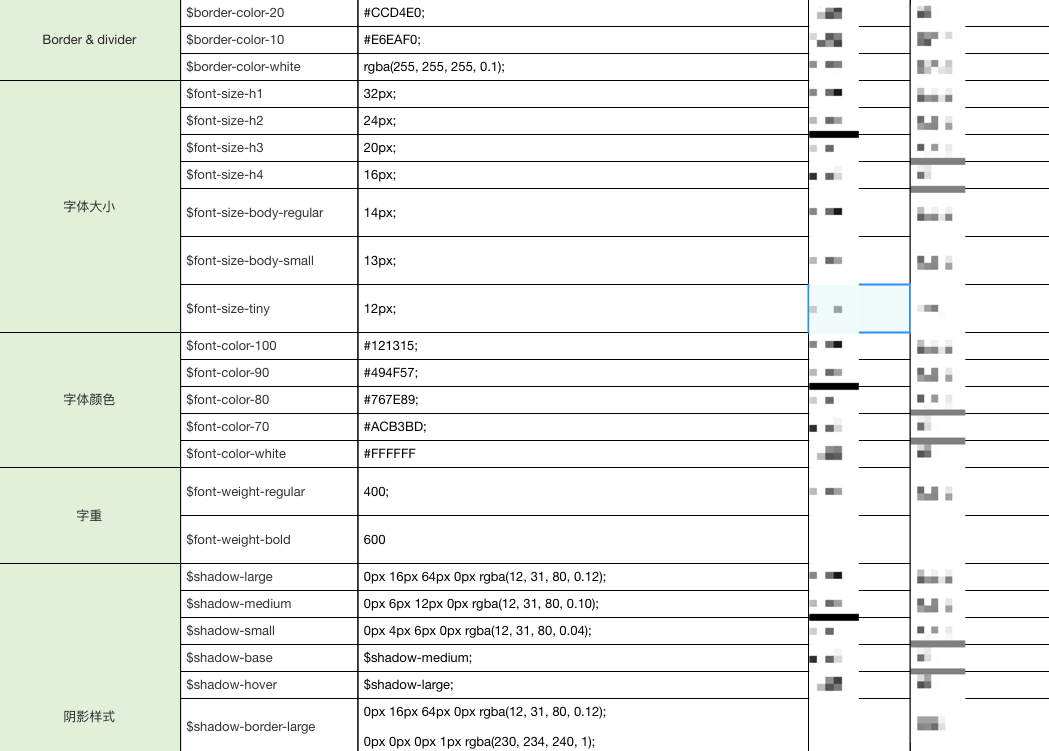 $border-color-20 #CCD4E0;
Border & divider $border-color-10 #E6EAF0;
$border-color-white rgba(255, 255, 255, 0.1);
$font-size-h1 32px;
$font-size-h2 24px;
$font-size-h3 20px;
$font-size-h4 16px;
字体大小 $font-size-body-regular 14px;
$font-size-body-small 13px;
$font-size-tiny 12px;
$font-color-100 #121315;
$font-color-90 #494F57;
字体颜色 $font-color-80 #767E89;
$font-color-70 #ACB3BD;
$font-color-white #FFFFFF
字重 $font-weight-regular 400;
$font-weight-bold 600
$shadow-large 0px 16px 64px 0px rgba(12, 31, 80, 0.12);
$shadow-medium 0px 6px 12px 0px rgba(12, 31, 80, 0.10);
$shadow-small 0px 4px 6px 0px rgba(12, 31, 80, 0.04);
$shadow-base $shadow-medium;
$shadow-hover $shadow-large;
阴影样式 $shadow-border-large 0px 16px 64px 0px rgba(12, 31, 80, 0.12);
0px 0px 0px 1px rgba(230, 234, 240, 1);